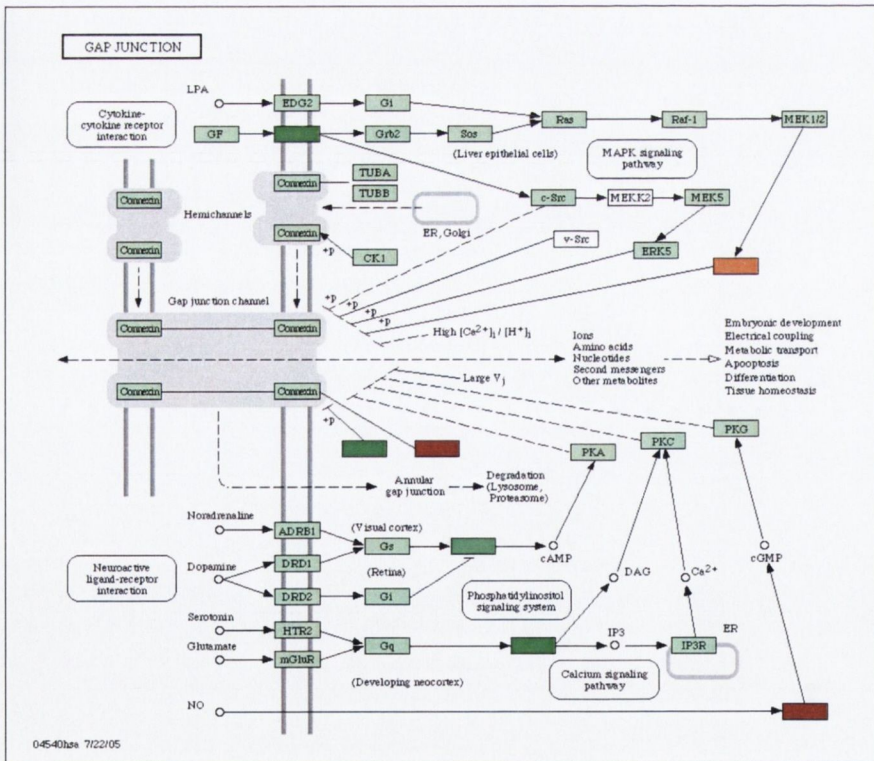 GAP JUNCTION
LPA
EDG2
Gi
Cytokine-
cytokine receptor
interaction
GF
Grb2
Sos
Ras
Raf-1
MEK1/2
(Liver epithelial cells)
MAPK signaling
pathway
Connexin
TUBA
TUBB
Connexin
c-Src
MEKK2
MEK5
Hemichannels
ER, Golgi
Connexin
Connexin
+p
CK1
v-Src
ERK5
Gap junction channel
+p
+p
+p
+p
Connexin
Connexin
High [Ca2+]i / [H+]i
Ions
Amino acids
Nucleotides
Second messengers
Other metabolites
Embryonic development
Electrical coupling
Metabolic transport
Apoptosis
Differentiation
Tissue homeostasis
Large Vj
Connexin
Connexin
+p
PKA
PKC
PKG
Annular
gap junction
Degradation
(Lysosome,
Proteasome)
Noradrenaline
ADRB1
(Visual cortex)
Gs
cAMP
Dopamine
DRD1
(Retina)
DRD2
Gi
Neuroactive
ligand-receptor
interaction
Phosphatidylinositol
signaling system
DAG
Ca2+
cGMP
Serotonin
HTR2
Glutamate
mGluR
Gq
IP3
IP3R
ER
(Developing neocortex)
Calcium signaling
pathway
NO
04540hsa 7/22/05